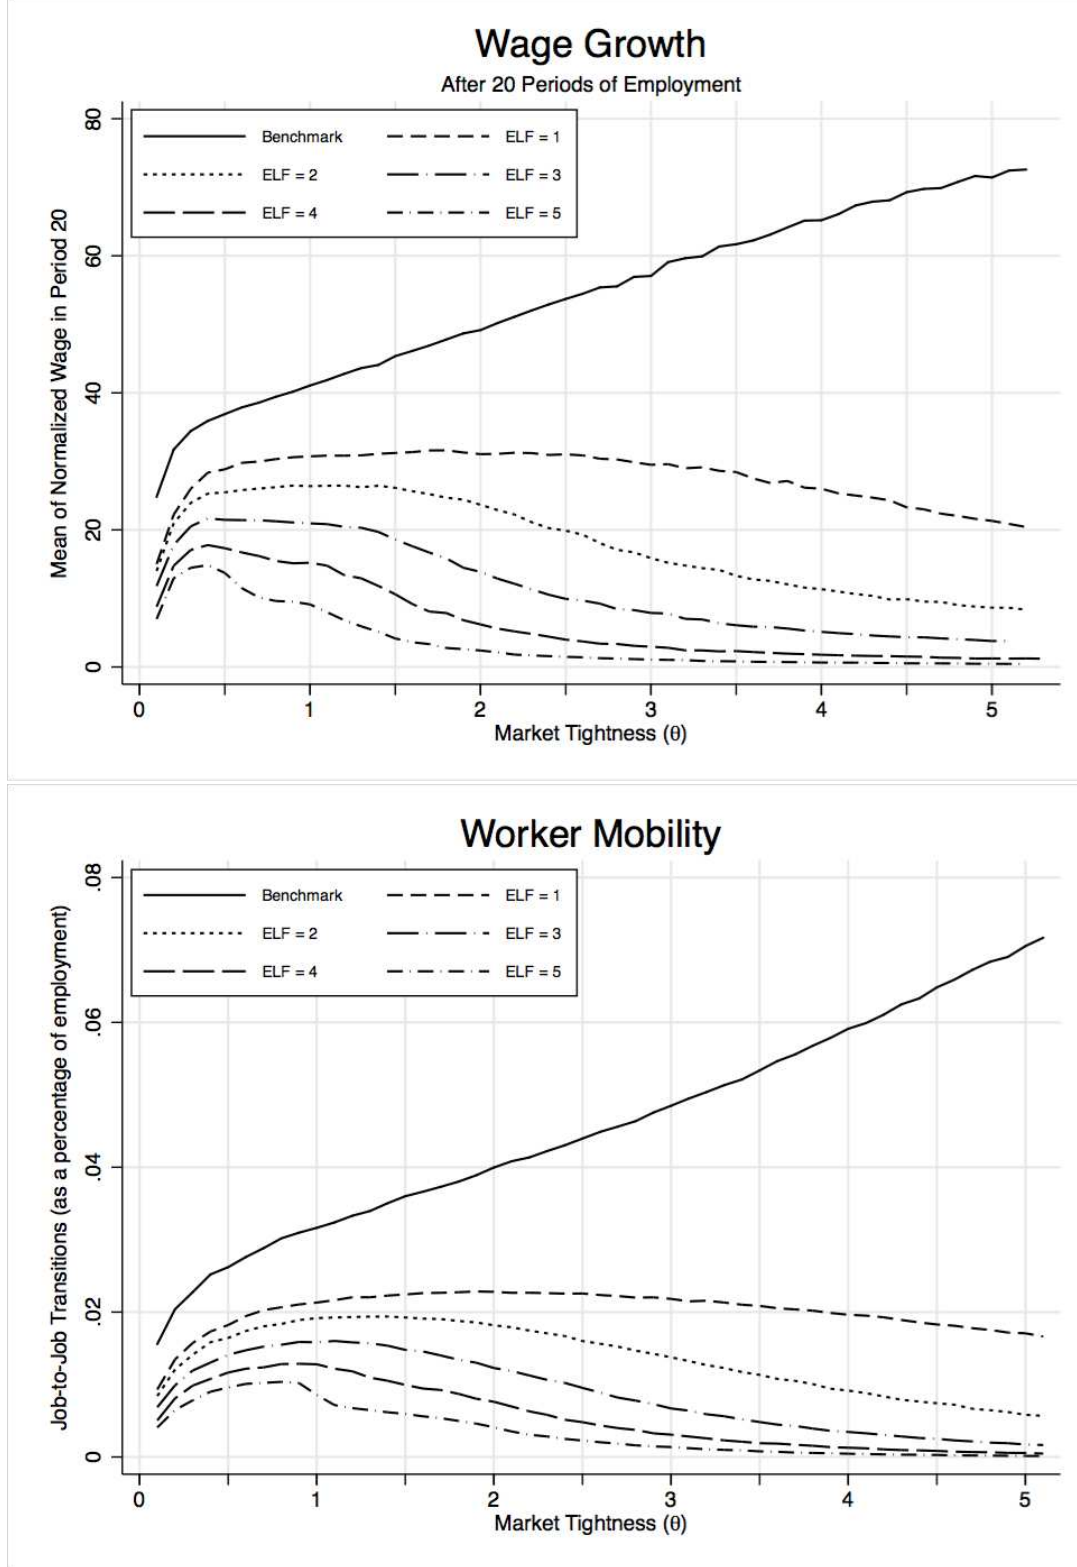 Wage Growth
After 20 Periods of Employment
Mean of Normalized Wage in Period 20
80
60
40
20
0
Benchmark
ELF = 1
ELF = 2
ELF = 3
ELF = 4
ELF = 5
0 1 2 3 4 5
Market Tightness (θ)
Worker Mobility
Job-to-Job Transitions (as a percentage of employment)
.08
.06
.04
.02
0
Benchmark
ELF = 1
ELF = 2
ELF = 3
ELF = 4
ELF = 5
0 1 2 3 4 5
Market Tightness (θ)